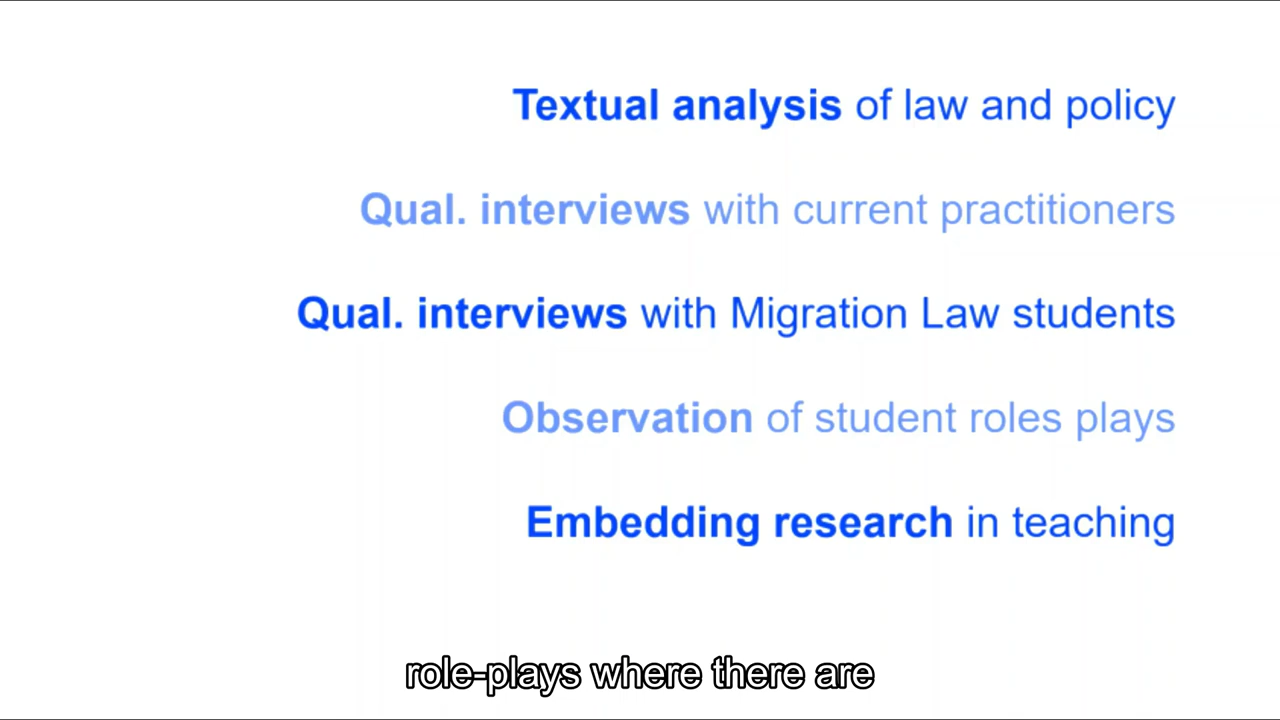 Textual analysis of law and policy
Qual. interviews with current practitioners
Qual. interviews with Migration Law students
Observation of student roles plays
Embedding research in teaching
role-plays where there are